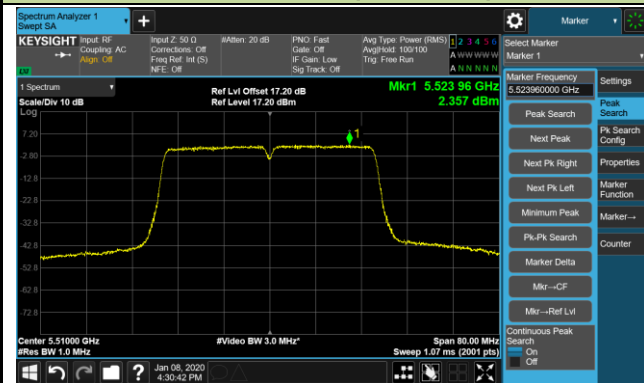 Spectrum Analyzer 1
Swept SA
Marker
KEYSIGHT
Input: RF
Coupling: AC
Align: Off
Input Z: 50 Ω
Corrections: Off
Freq Ref: Int (S)
NFE: Off
#Atten: 20 dB
PNO: Fast
Gate: Off
IF Gain: Low
Sig Track: Off
Avg Type: Power (RMS)
Avg|Hold: 100/100
Trig: Free Run
1 2 3 4 5 6
A W W W W W
A N N N N N
Select Marker
Marker 1
1 Spectrum
Scale/Div 10 dB
Log
Ref Lvl Offset 17.20 dB
Ref Level 17.20 dBm
Mkr1 5.523 96 GHz
2.357 dBm
1
7.20
-2.80
-12.8
-22.8
-32.8
-42.8
-52.8
-62.8
-72.8
Center 5.51000 GHz
#Res BW 1.0 MHz
#Video BW 3.0 MHz*
Span 80.00 MHz
Sweep 1.07 ms (2001 pts)
Marker Frequency
5.523960000 GHz
Peak Search
Next Peak
Next Pk Right
Next Pk Left
Minimum Peak
Pk-Pk Search
Marker Delta
Mkr→CF
Mkr→Ref Lvl
Continuous Peak
Search
On
Off
Settings
Peak
Search
Pk Search
Config
Properties
Marker
Function
Marker→
Counter
Jan 08, 2020
4:30:42 PM